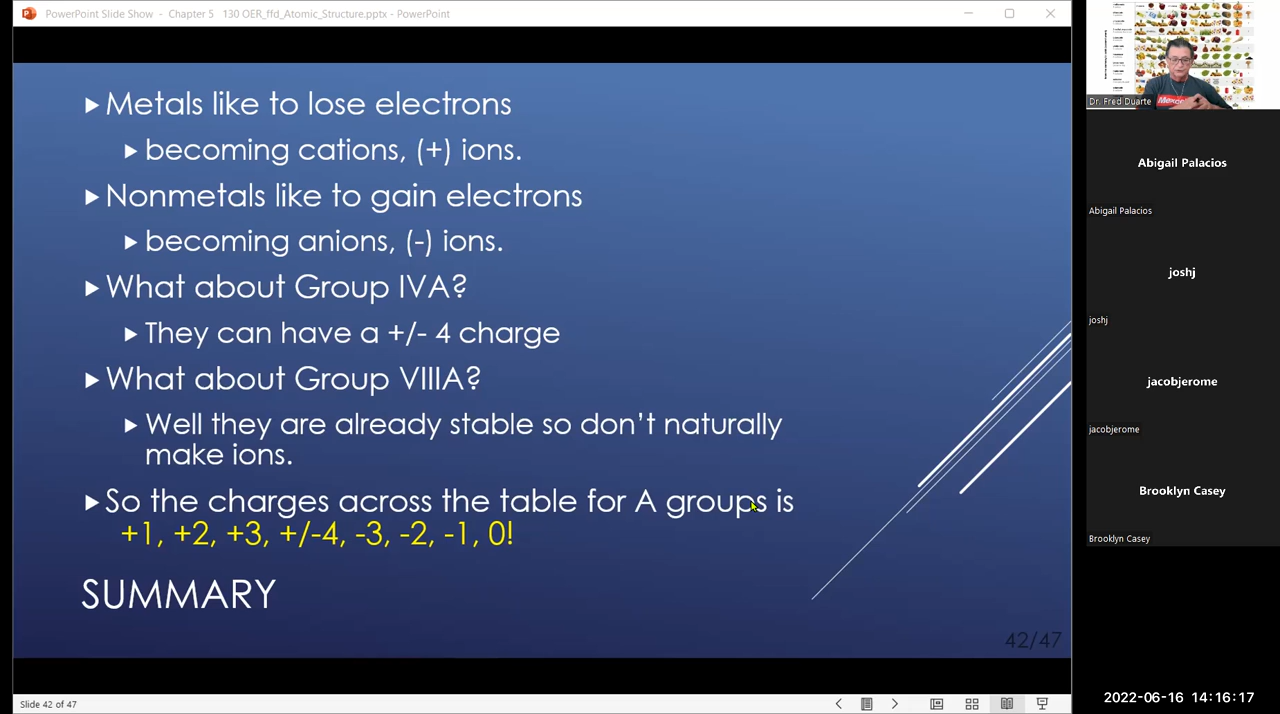 PowerPoint Slide Show - Chapter 5 130 OER_ffd_Atomic_Structure.pptx - PowerPoint
Metals like to lose electrons
becoming cations, (+) ions.
Nonmetals like to gain electrons
becoming anions, (-) ions.
What about Group IVA?
They can have a +/- 4 charge
What about Group VIIIA?
Well they are already stable so don't naturally
make ions.
So the charges across the table for A groups is
+1, +2, +3, +/-4, -3, -2, -1, 0!
SUMMARY
42/47
Slide 42 of 47
Dr. Fred Duarte
Abigail Palacios
Abigail Palacios
joshj
joshj
jacobjerome
jacobjerome
Brooklyn Casey
Brooklyn Casey
2022-06-16 14:16:17